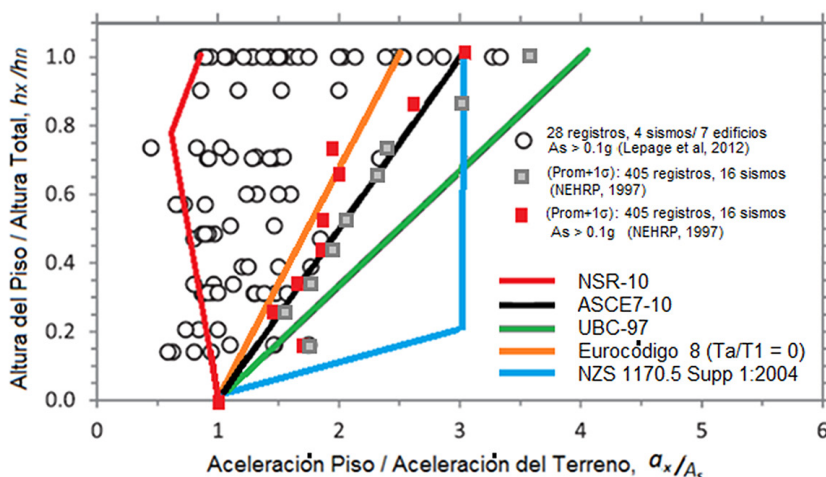 Altura del Piso / Altura Total, hx/hn
1.0
0.8
0.6
0.4
0.2
0.0
28 registros, 4 sismos/ 7 edificios
As > 0.1g (Lepage et al, 2012)
(Prom+1σ): 405 registros, 16 sismos
(NEHRP, 1997)
(Prom+1σ): 405 registros, 16 sismos
As > 0.1g (NEHRP, 1997)
NSR-10
ASCE7-10
UBC-97
Eurocódigo 8 (Ta/T1 = 0)
NZS 1170.5 Supp 1:2004
0 1 2 3 4 5 6
Aceleración Piso / Aceleración del Terreno, ax/As